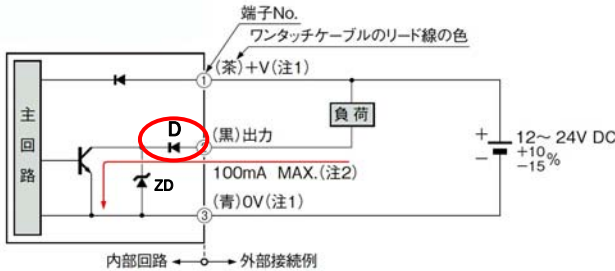 端子No.
ワンタッチケーブルのリード線の色
① (茶)+V(注1)
主回路
負荷
D
(黒)出力
+
−
12〜24V DC
+10
−15 %
ZD
100mA MAX.(注2)
③ (青)0V(注1)
内部回路
外部接続例